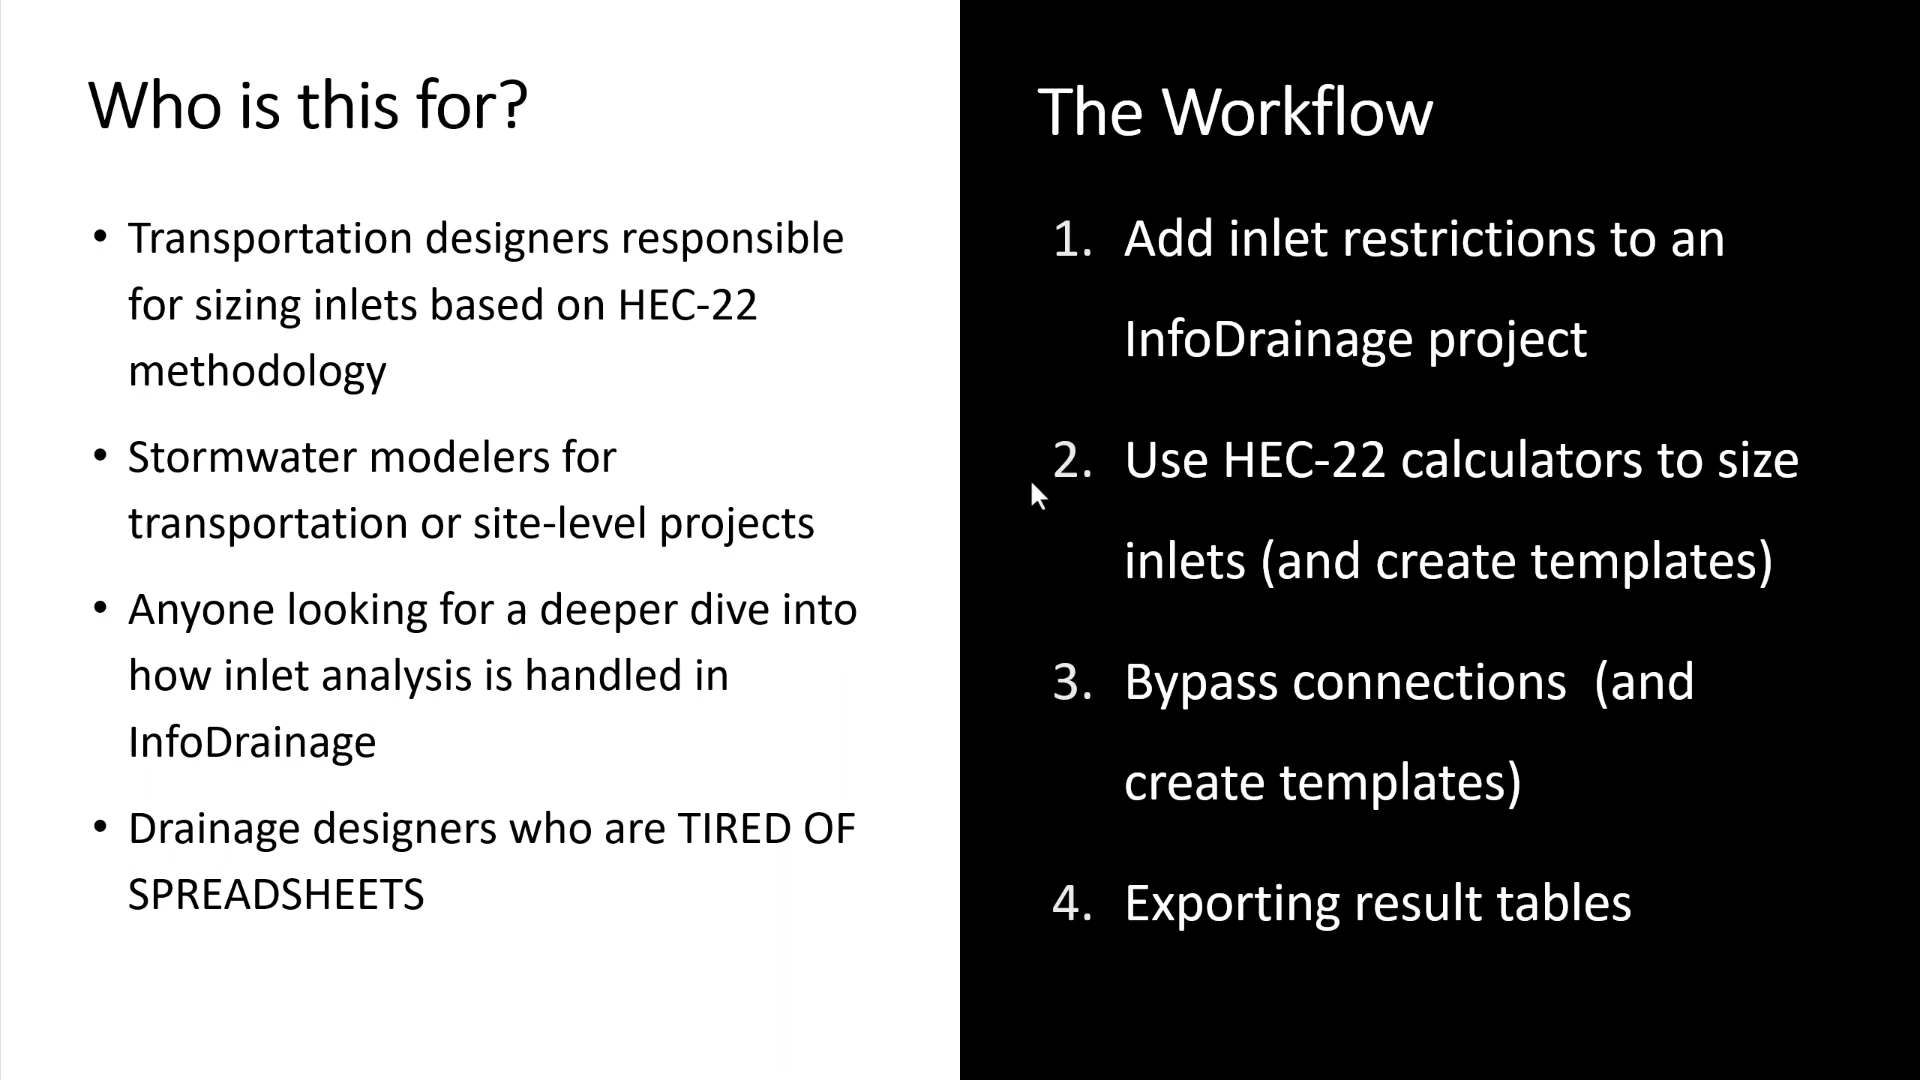 Who is this for?
• Transportation designers responsible
for sizing inlets based on HEC-22
methodology
• Stormwater modelers for
transportation or site-level projects
• Anyone looking for a deeper dive into
how inlet analysis is handled in
InfoDrainage
• Drainage designers who are TIRED OF
SPREADSHEETS
The Workflow
1. Add inlet restrictions to an
InfoDrainage project
2. Use HEC-22 calculators to size
inlets (and create templates)
3. Bypass connections  (and
create templates)
4. Exporting result tables